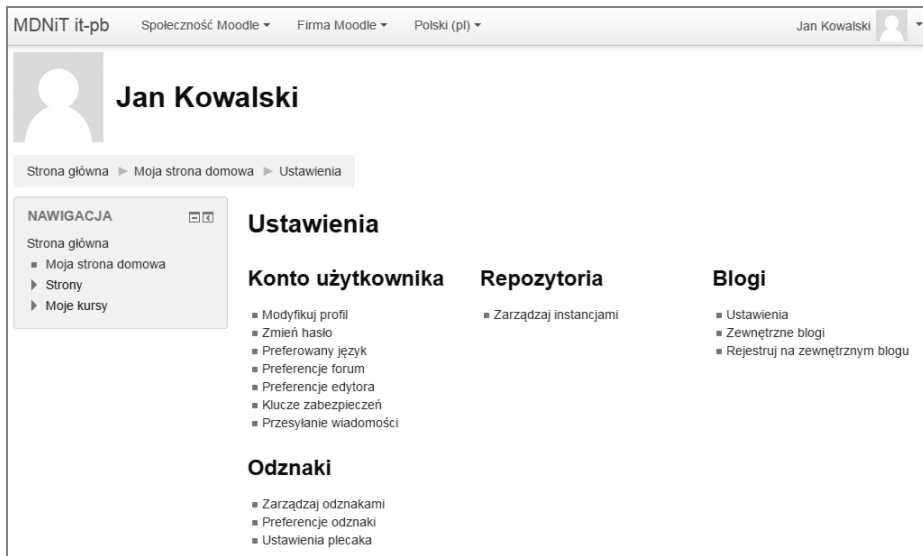 MDNiT it-pb Społeczność Moodle Firma Moodle Polski (pl) Jan Kowalski
Jan Kowalski
Strona główna Moja strona domowa Ustawienia
NAWIGACJA
Strona główna
Moja strona domowa
Strony
Moje kursy
Ustawienia
Konto użytkownika
Modyfikuj profil
Zmień hasło
Preferowany język
Preferencje forum
Preferencje edytora
Klucze zabezpieczeń
Przesyłanie wiadomości
Repozytoria
Zarządzaj instancjami
Blogi
Ustawienia
Zewnętrzne blogi
Rejestruj na zewnętrznym blogu
Odznaki
Zarządzaj odznakami
Preferencje odznaki
Ustawienia plecaka